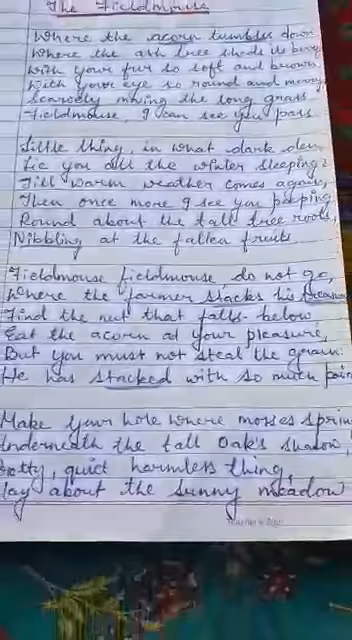 The Fieldmouse
Where the acorn tumbles down
Where the ash tree sheds its berry
With your fur so soft and brown
With your eye so round and merry
Scarcely moving the long grass
Fieldmouse, I can see you pass.
Little thing, in what dark den
Lie you all the winter sleeping?
Till warm weather comes again,
Then once more I see you peeping
Round about the tall tree roots,
Nibbling at the fallen fruits
Fieldmouse fieldmouse, do not go,
Where the farmer stacks his
Find the nut that falls below
Eat the acorn at your pleasure,
But you must not steal the grain
He has stacked with so much pain
Make your hole where mosses sprin
Underneath the tall Oak's shadow,
etty, quiet harmless thing,
lay about the sunny meadow
Teacher's Sign